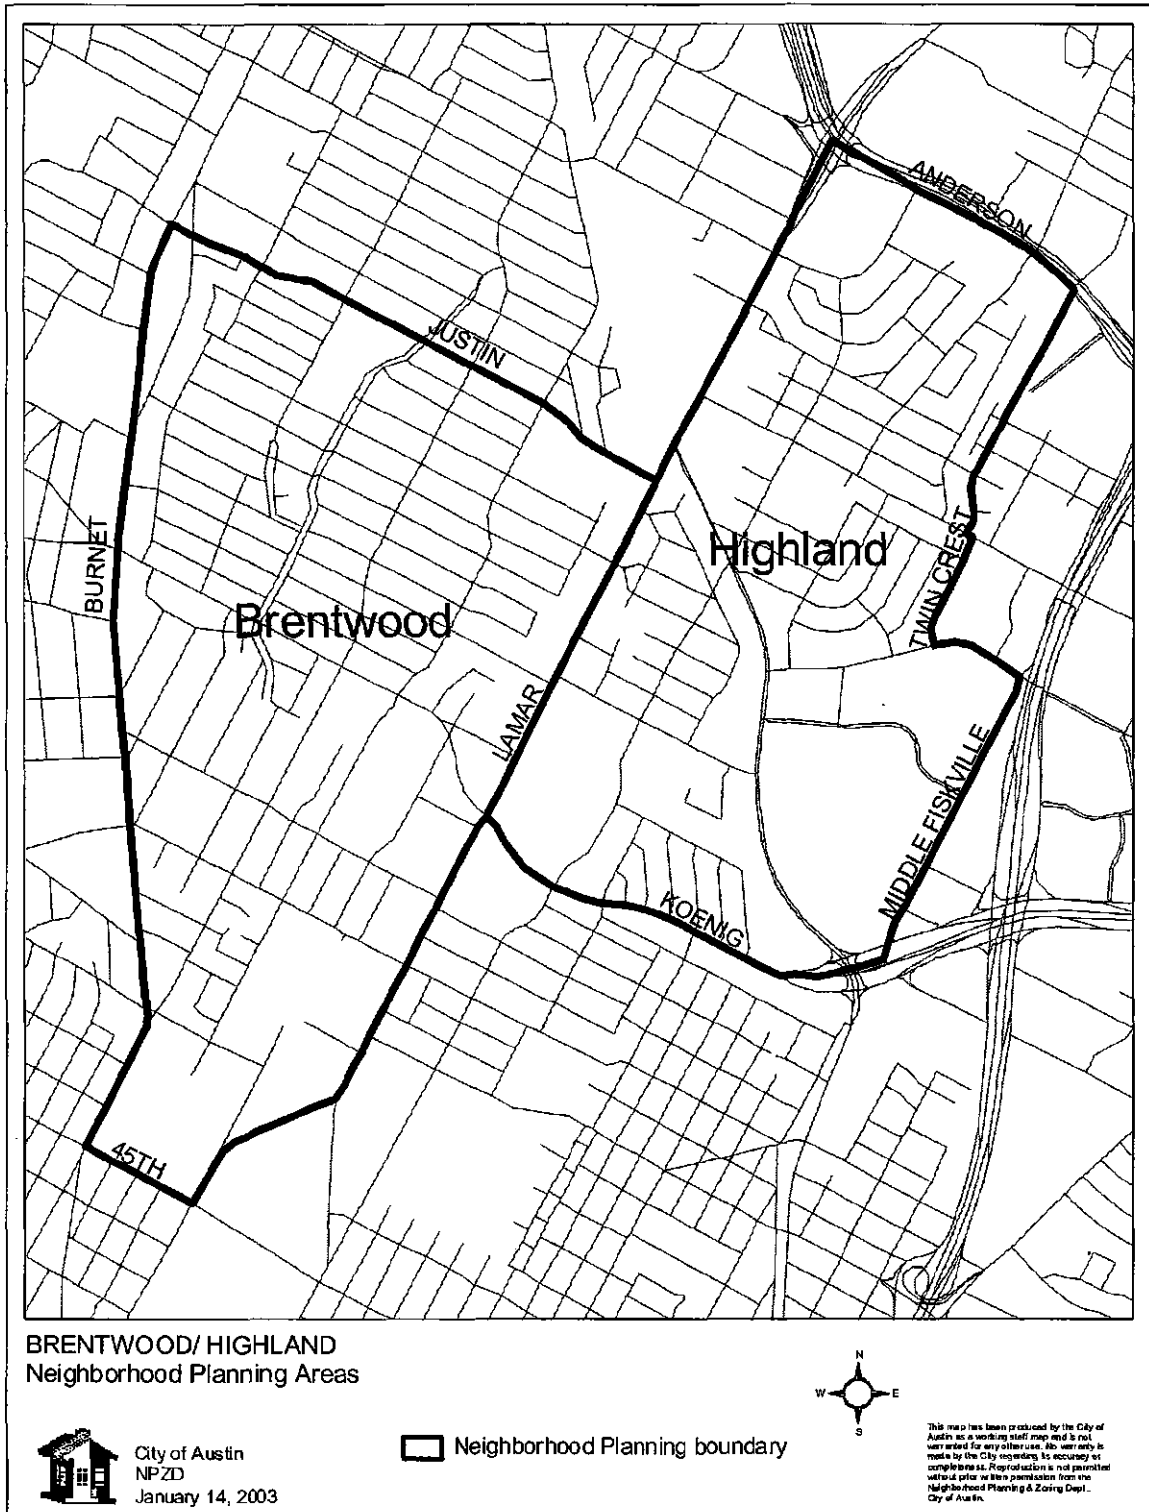 ANDERSON
JUSTIN
BURNET
Highland
TWIN CREST
Brentwood
LAMAR
MIDDLE FISKVILLE
KOENIG
45TH
BRENTWOOD/ HIGHLAND
Neighborhood Planning Areas
N
W
E
S
City of Austin
NPZD
January 14, 2003
Neighborhood Planning boundary
This map has been produced by the City of
Austin as a working staff map and is not
warranted for any other use. No warranty is
made by the City regarding its accuracy or
completeness. Reproduction is not permitted
without prior written permission from the
Neighborhood Planning & Zoning Dept.,
City of Austin.